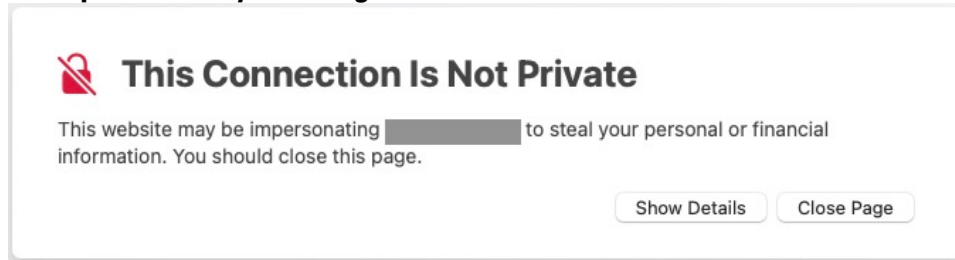 This Connection Is Not Private
This website may be impersonating to steal your personal or financial
information. You should close this page.
Show Details Close Page